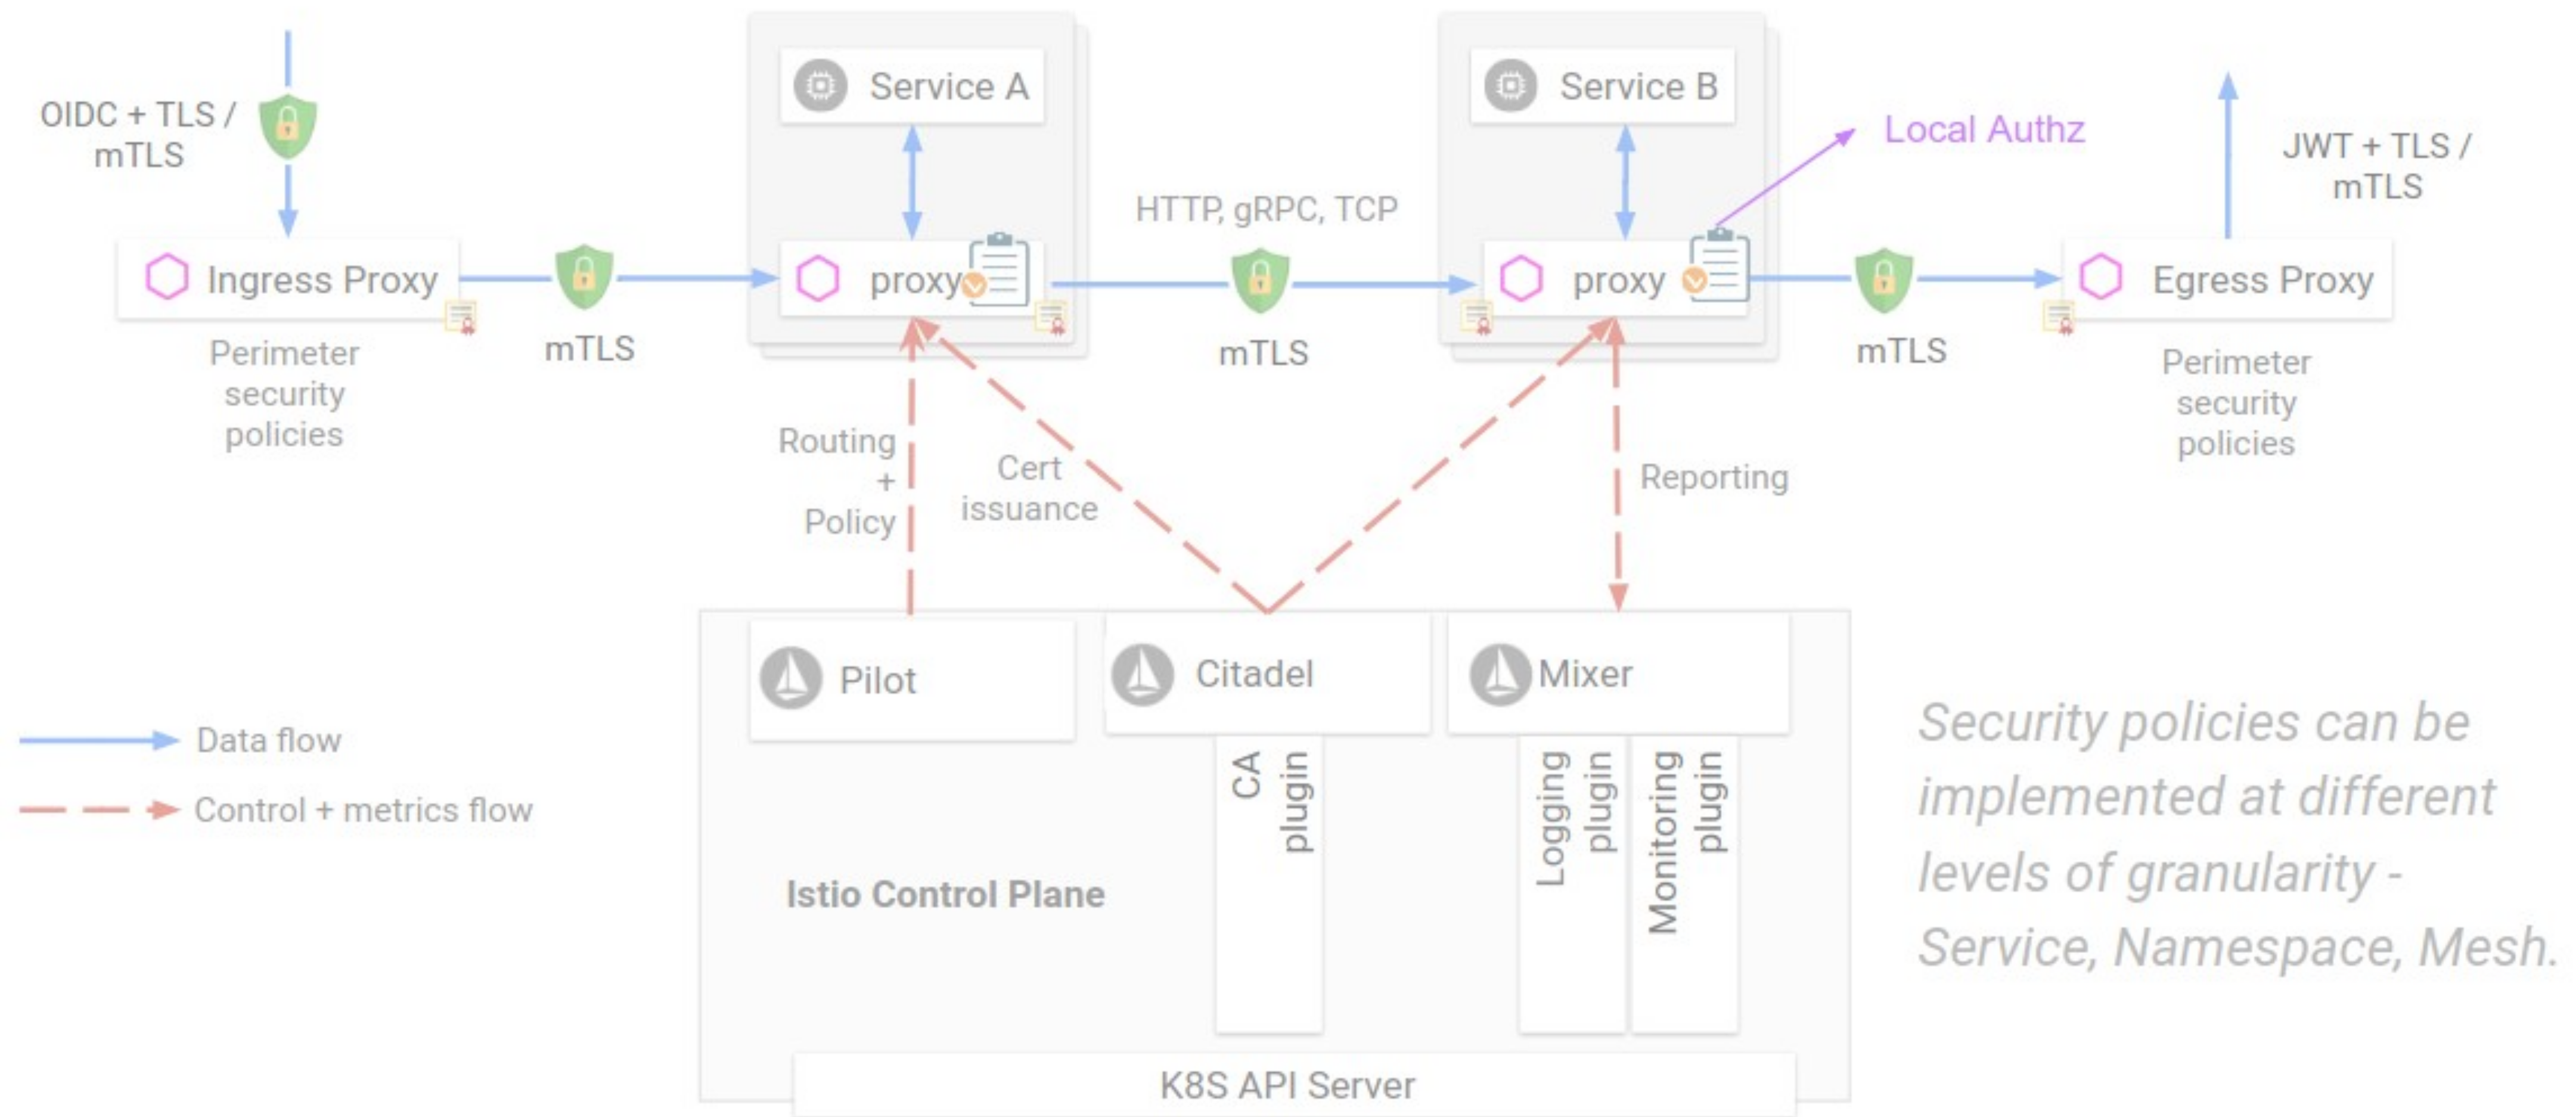 OIDC + TLS /
mTLS
Ingress Proxy
Perimeter
security
policies
mTLS
Service A
proxy
HTTP, gRPC, TCP
mTLS
Service B
proxy
Local Authz
mTLS
JWT + TLS /
mTLS
Egress Proxy
Perimeter
security
policies
Routing
+
Policy
Cert
issuance
Reporting
Pilot
Citadel
Mixer
CA
plugin
Logging
plugin
Monitoring
plugin
Istio Control Plane
K8S API Server
Data flow
Control + metrics flow
Security policies can be
implemented at different
levels of granularity -
Service, Namespace, Mesh.